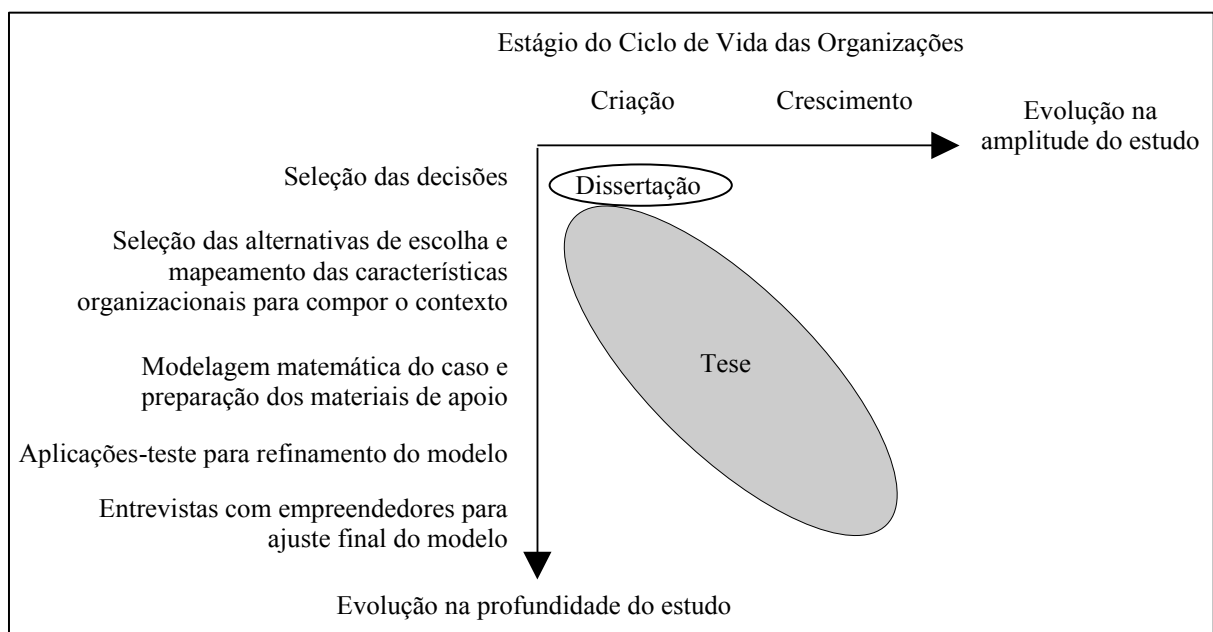 Estágio do Ciclo de Vida das Organizações
Criação
Crescimento
Evolução na
amplitude do estudo
Seleção das decisões
Dissertação
Seleção das alternativas de escolha e
mapeamento das características
organizacionais para compor o contexto
Modelagem matemática do caso e
preparação dos materiais de apoio
Tese
Aplicações-teste para refinamento do modelo
Entrevistas com empreendedores para
ajuste final do modelo
Evolução na profundidade do estudo